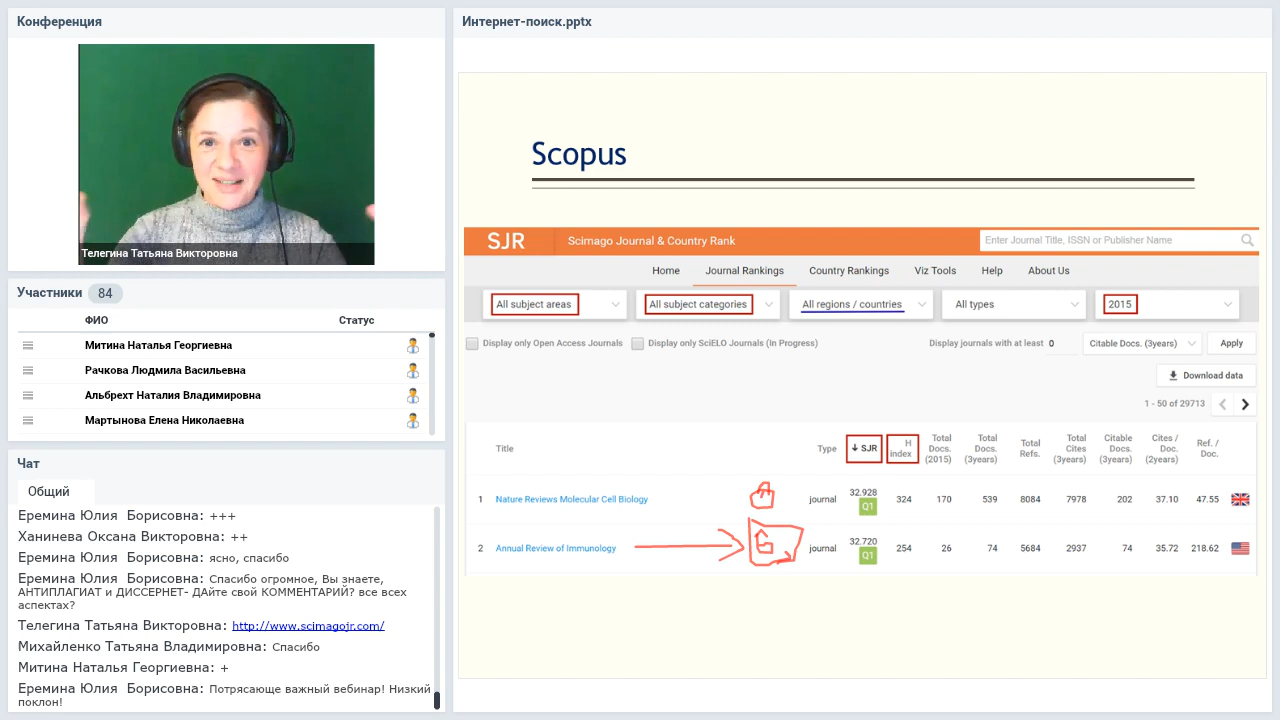 Конференция
Телегина Татьяна Викторовна
Участники 84
ФИО Статус
Митина Наталья Георгиевна
Рачкова Людмила Васильевна
Альбрехт Наталия Владимировна
Мартынова Елена Николаевна
Чат
Общий
Еремина Юлия Борисовна: +++
Ханинёва Оксана Викторовна: ++
Еремина Юлия Борисовна: ясно, спасибо
Еремина Юлия Борисовна: Спасибо огромное, Вы знаете,
АНТИПЛАГИАТ и ДИССЕРНЕТ- ДАйте свой КОММЕНТАРИЙ? все всех
аспектах?
Телегина Татьяна Викторовна: http://www.scimagojr.com/
Михайленко Татьяна Владимировна: Спасибо
Митина Наталья Георгиевна: +
Еремина Юлия Борисовна: Потрясающе важный вебинар! Низкий
поклон!
Интернет-поиск.pptx
Scopus
SJR Scimago Journal & Country Rank Enter Journal Title, ISSN or Publisher Name
Home Journal Rankings Country Rankings Viz Tools Help About Us
All subject areas All subject categories All regions / countries All types 2015
Display only Open Access Journals Display only SciELO Journals (In Progress) Display journals with at least 0 Citable Docs. (3years) Apply
Download data
1 - 50 of 29713
Title Type SJR H index Total Docs. (2015) Total Docs. (3years) Total Refs. Total Cites (3years) Citable Docs. (3years) Cites / Doc. (2years) Ref. / Doc.
1 Nature Reviews Molecular Cell Biology journal 32.928 Q1 324 170 539 8084 7978 202 37.10 47.55
2 Annual Review of Immunology journal 32.720 Q1 254 26 74 5684 2937 74 35.72 218.62